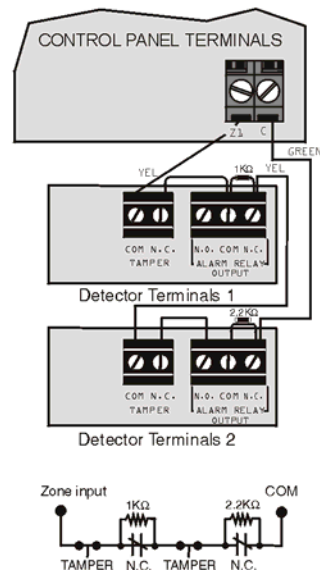 CONTROL PANEL TERMINALS
Z1 C
GREEN
YEL 1KΩ YEL
COM N.C. N.O. COM N.C.
TAMPER ALARM RELAY
OUTPUT
Detector Terminals 1
2.2KΩ
COM N.C. N.O. COM N.C.
TAMPER ALARM RELAY
OUTPUT
Detector Terminals 2
Zone input COM
1KΩ 2.2KΩ
TAMPER N.C. TAMPER N.C.